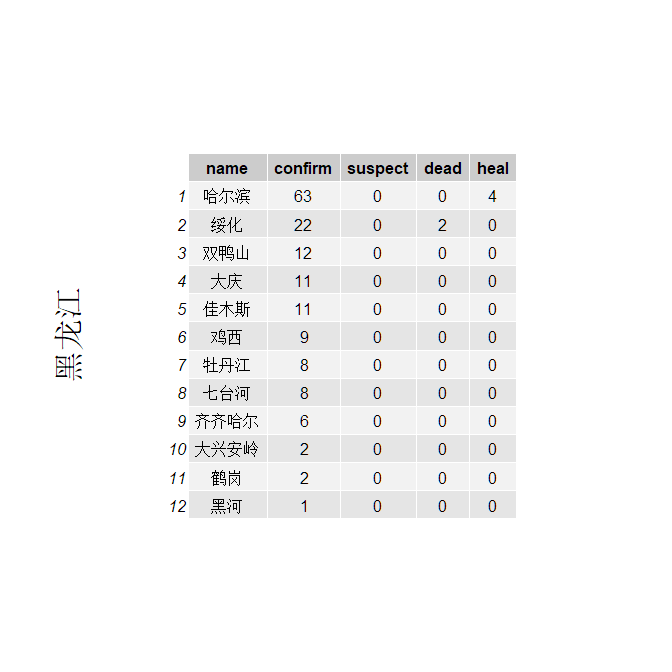 黑龙江
name confirm suspect dead heal
1 哈尔滨 63 0 0 4
2 绥化 22 0 2 0
3 双鸭山 12 0 0 0
4 大庆 11 0 0 0
5 佳木斯 11 0 0 0
6 鸡西 9 0 0 0
7 牡丹江 8 0 0 0
8 七台河 8 0 0 0
9 齐齐哈尔 6 0 0 0
10 大兴安岭 2 0 0 0
11 鹤岗 2 0 0 0
12 黑河 1 0 0 0